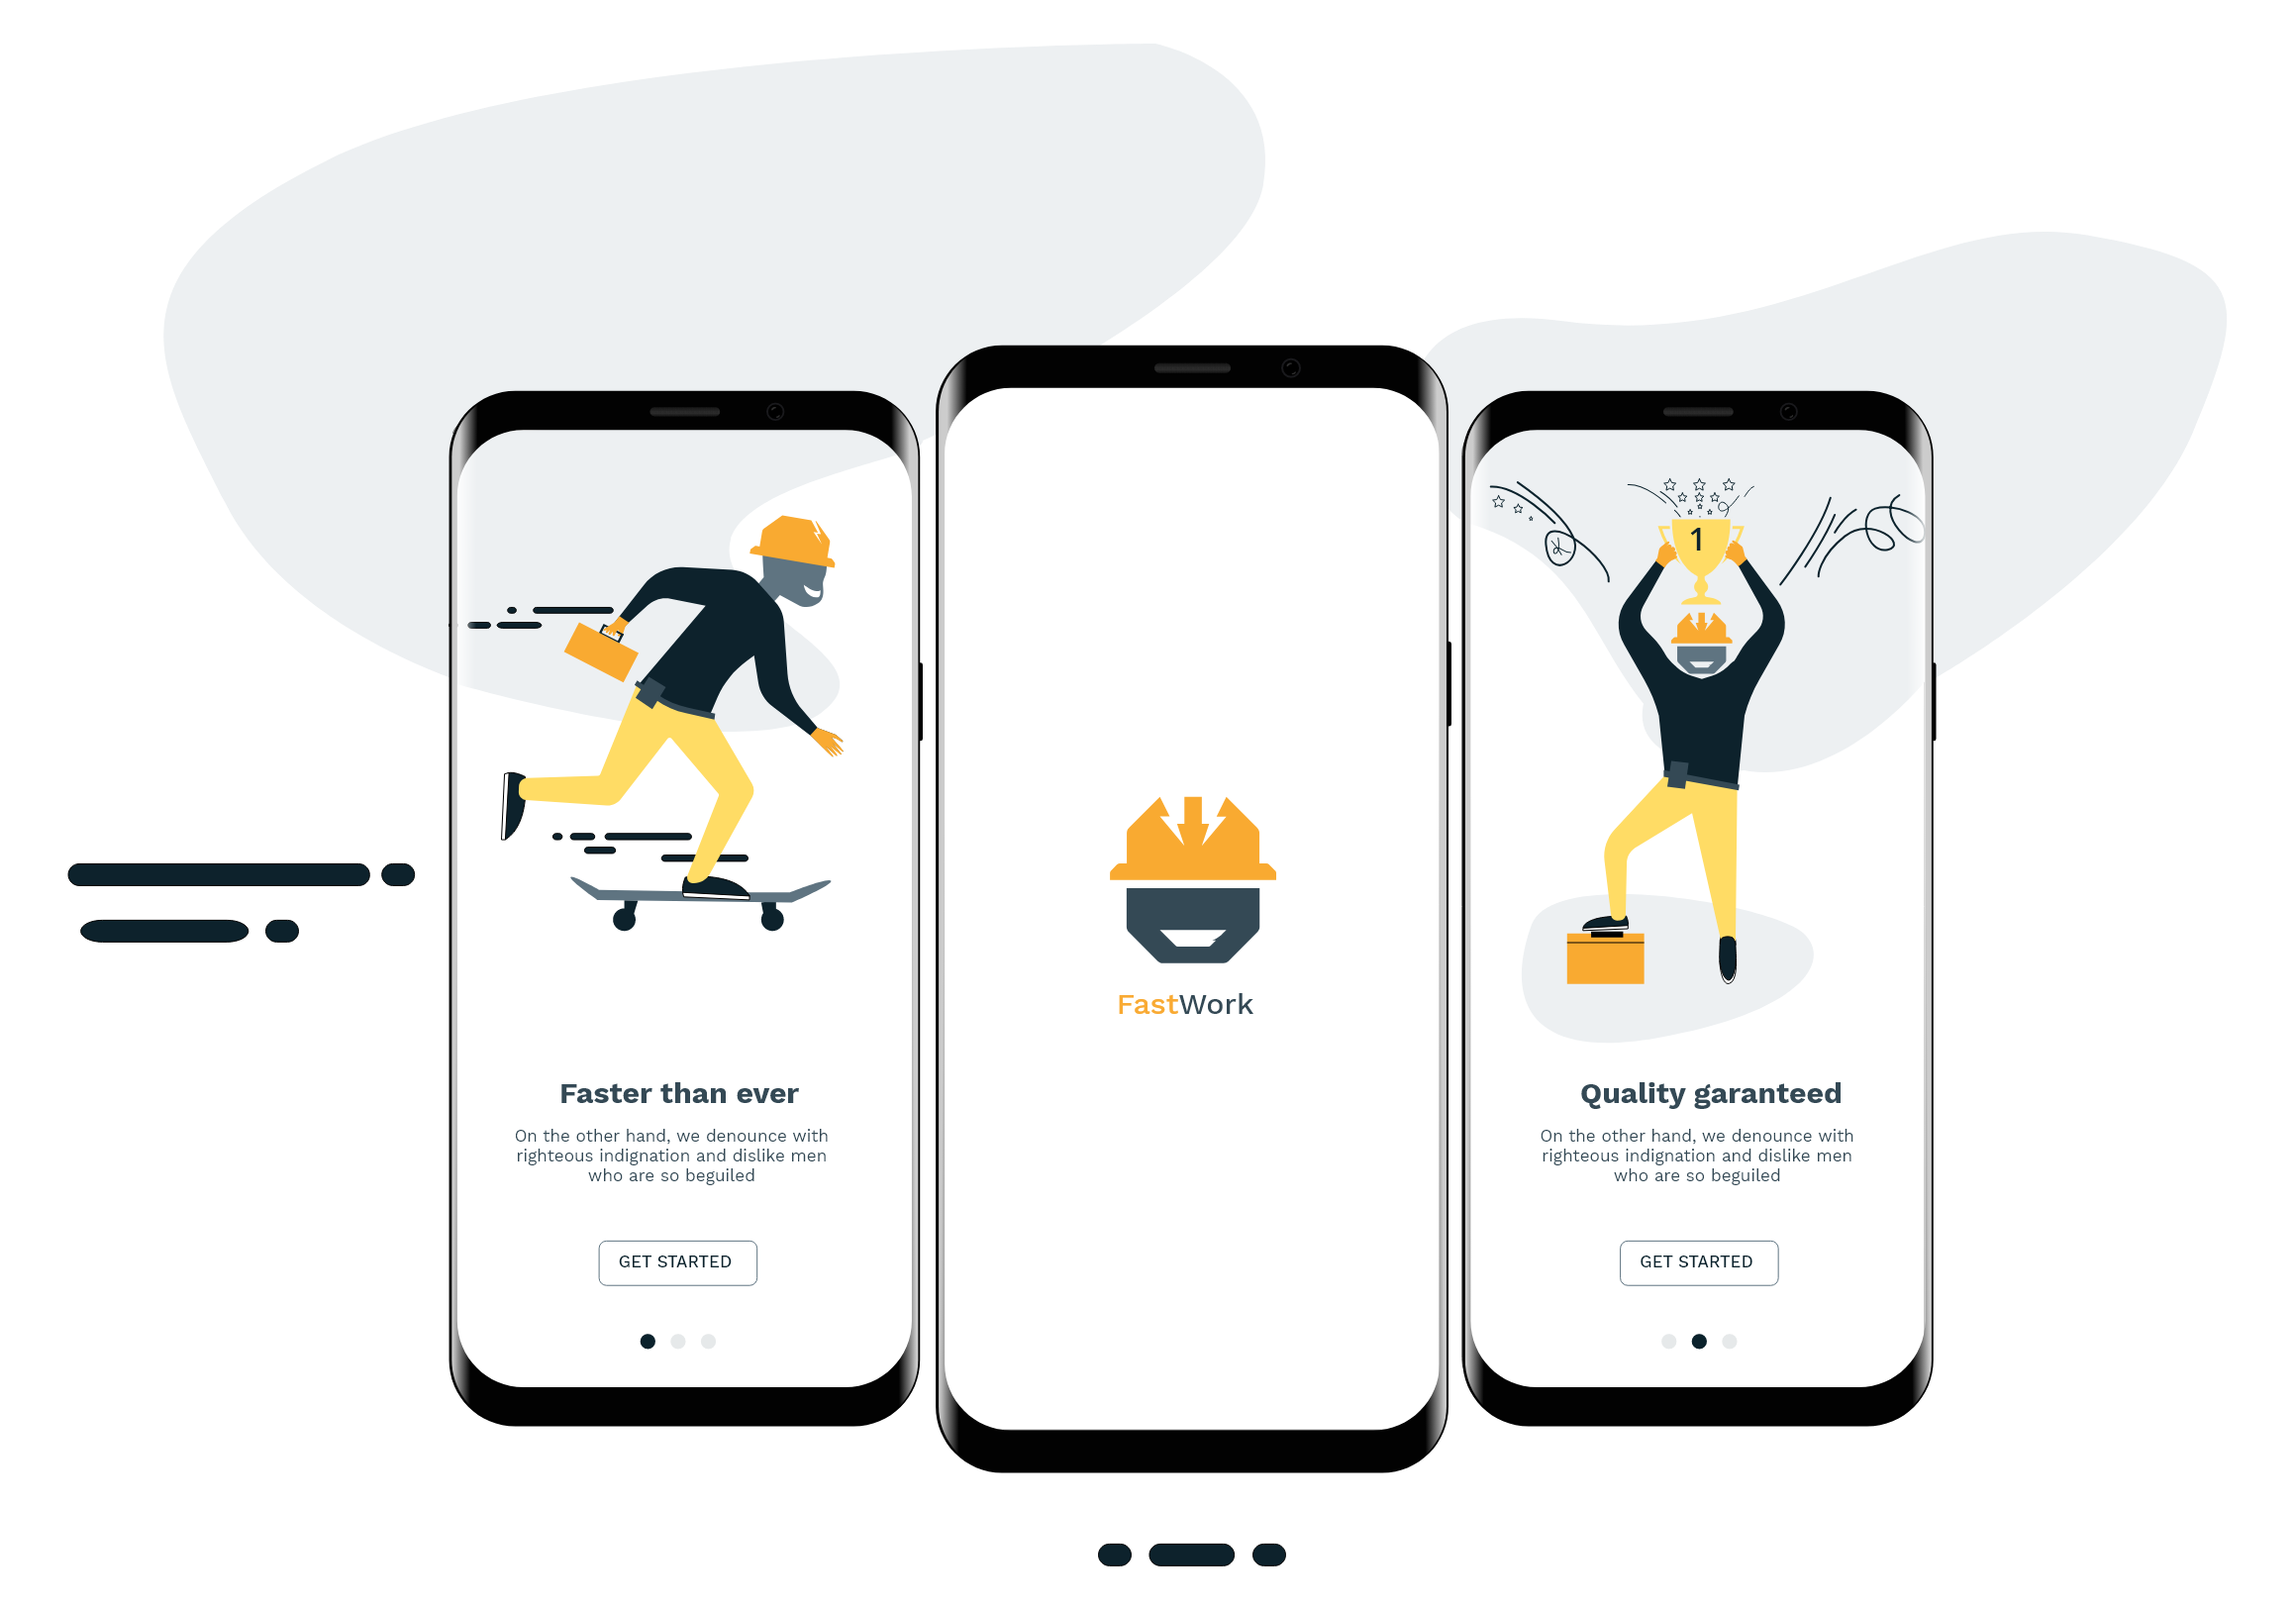 Faster than ever
On the other hand, we denounce with
righteous indignation and dislike men
who are so beguiled
GET STARTED
FastWork
1
Quality garanteed
On the other hand, we denounce with
righteous indignation and dislike men
who are so beguiled
GET STARTED